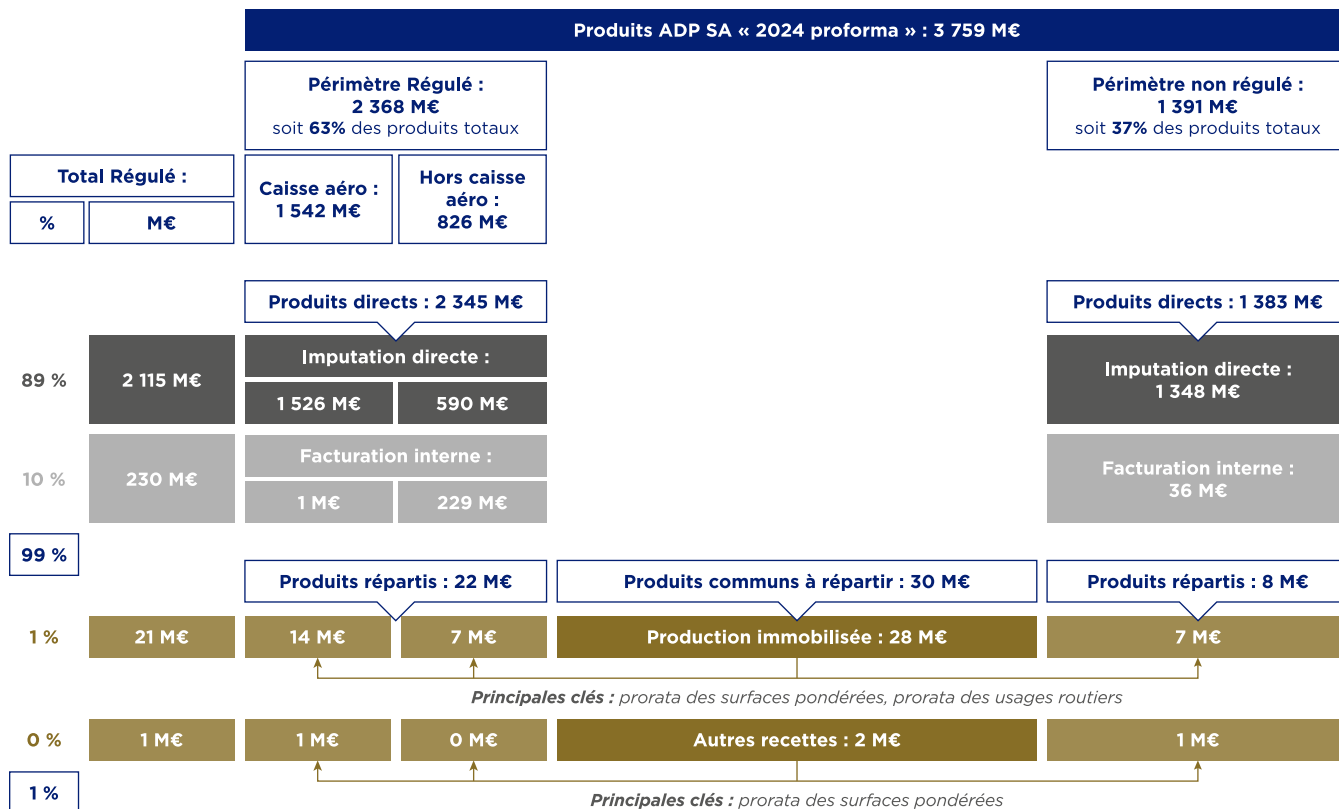 Produits ADP SA « 2024 proforma » : 3 759 M€
Périmètre Régulé :
2 368 M€
soit 63% des produits totaux
Périmètre non régulé :
1 391 M€
soit 37% des produits totaux
Total Régulé :
%
M€
Caisse aéro :
1 542 M€
Hors caisse
aéro :
826 M€
Produits directs : 2 345 M€
Produits directs : 1 383 M€
89 %
2 115 M€
Imputation directe :
1 526 M€
590 M€
Imputation directe :
1 348 M€
10 %
230 M€
Facturation interne :
1 M€
229 M€
Facturation interne :
36 M€
99 %
Produits répartis : 22 M€
Produits communs à répartir : 30 M€
Produits répartis : 8 M€
1 %
21 M€
14 M€
7 M€
Production immobilisée : 28 M€
7 M€
Principales clés : prorata des surfaces pondérées, prorata des usages routiers
0 %
1 M€
1 M€
0 M€
Autres recettes : 2 M€
1 M€
1 %
Principales clés : prorata des surfaces pondérées